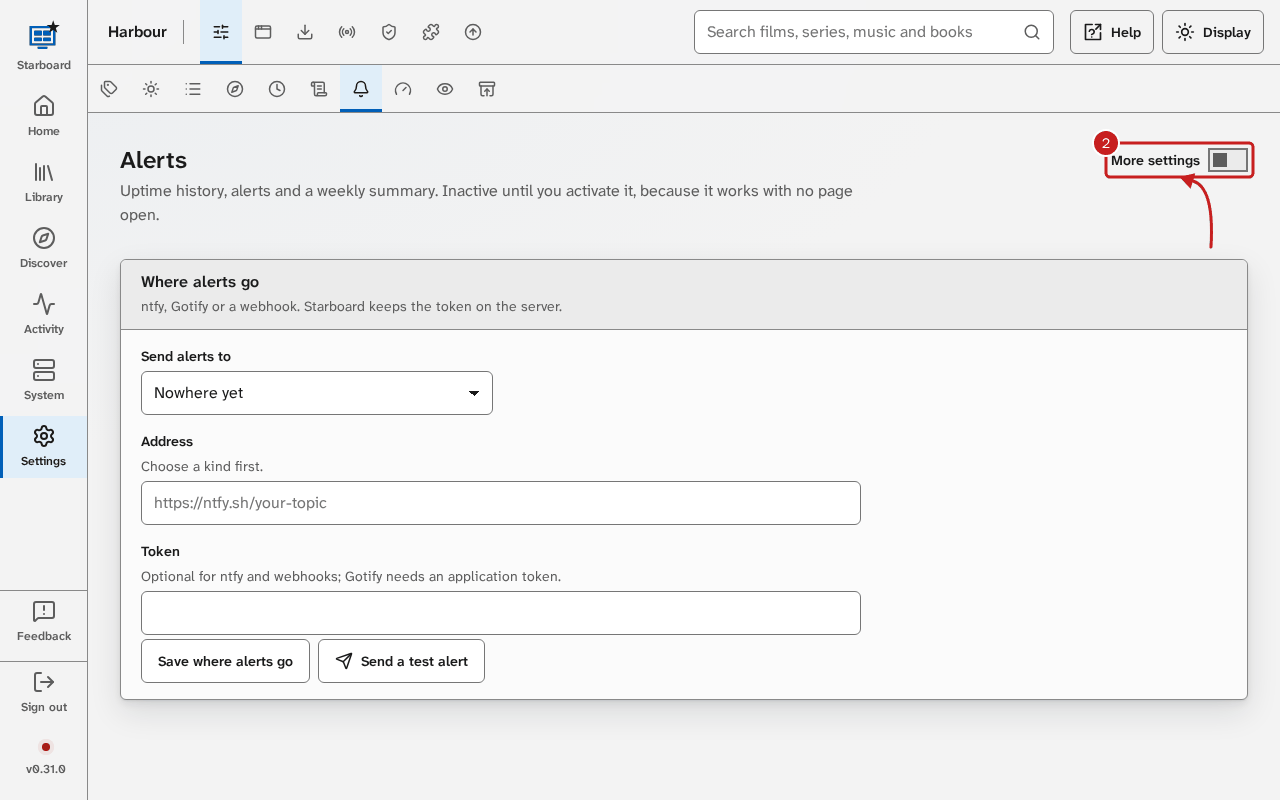 Starboard
Home
Library
Discover
Activity
System
Settings
Feedback
Sign out
v0.31.0
Harbour
Search films, series, music and books
Help
Display
Alerts
Uptime history, alerts and a weekly summary. Inactive until you activate it, because it works with no page
open.
2
More settings
Where alerts go
ntfy, Gotify or a webhook. Starboard keeps the token on the server.
Send alerts to
Nowhere yet
Address
Choose a kind first.
https://ntfy.sh/your-topic
Token
Optional for ntfy and webhooks; Gotify needs an application token.
Save where alerts go
Send a test alert